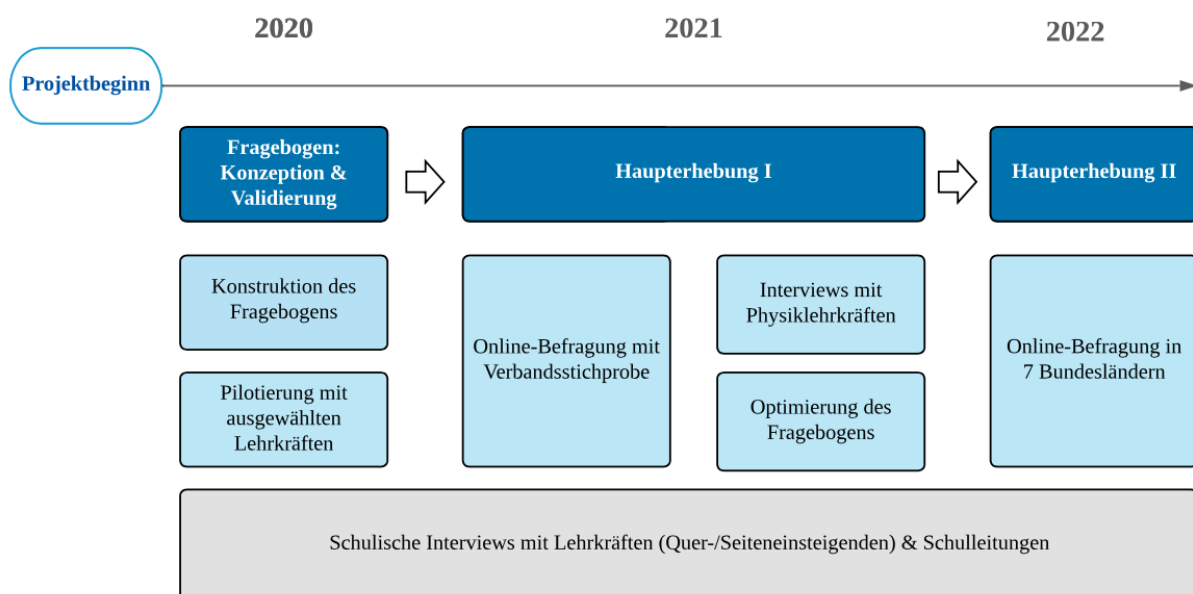 2020
2021
2022
Projektbeginn
Fragebogen:
Konzeption &
Validierung
Haupterhebung I
Haupterhebung II
Konstruktion des
Fragebogens
Pilotierung mit
ausgewählten
Lehrkräften
Online-Befragung mit
Verbandsstichprobe
Interviews mit
Physiklehrkräften
Optimierung des
Fragebogens
Online-Befragung in
7 Bundesländern
Schulische Interviews mit Lehrkräften (Quer-/Seiteneinsteigenden) & Schulleitungen